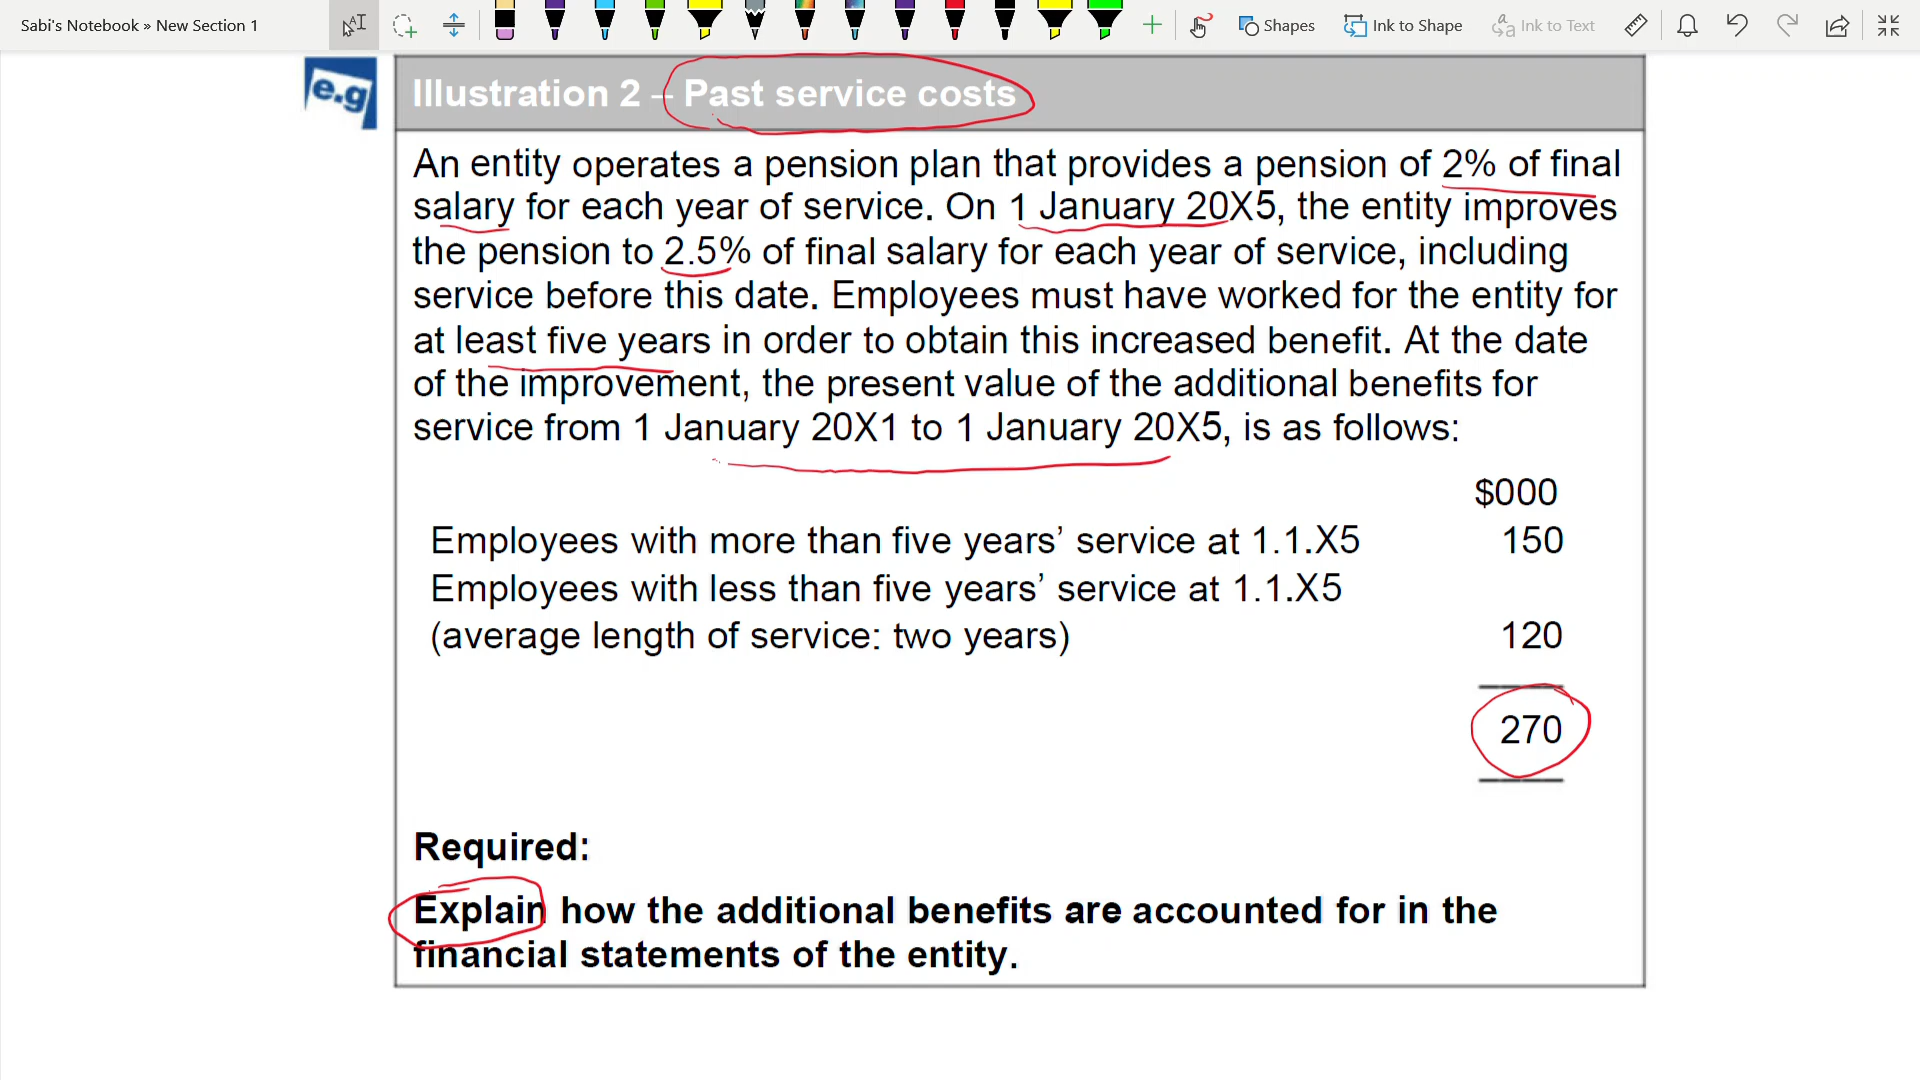 Sabi's Notebook » New Section 1
Shapes
Ink to Shape
Ink to Text
e.g
Illustration 2 – Past service costs
An entity operates a pension plan that provides a pension of 2% of final
salary for each year of service. On 1 January 20X5, the entity improves
the pension to 2.5% of final salary for each year of service, including
service before this date. Employees must have worked for the entity for
at least five years in order to obtain this increased benefit. At the date
of the improvement, the present value of the additional benefits for
service from 1 January 20X1 to 1 January 20X5, is as follows:
$000
Employees with more than five years’ service at 1.1.X5 150
Employees with less than five years’ service at 1.1.X5
(average length of service: two years) 120
270
Required:
Explain how the additional benefits are accounted for in the
financial statements of the entity.